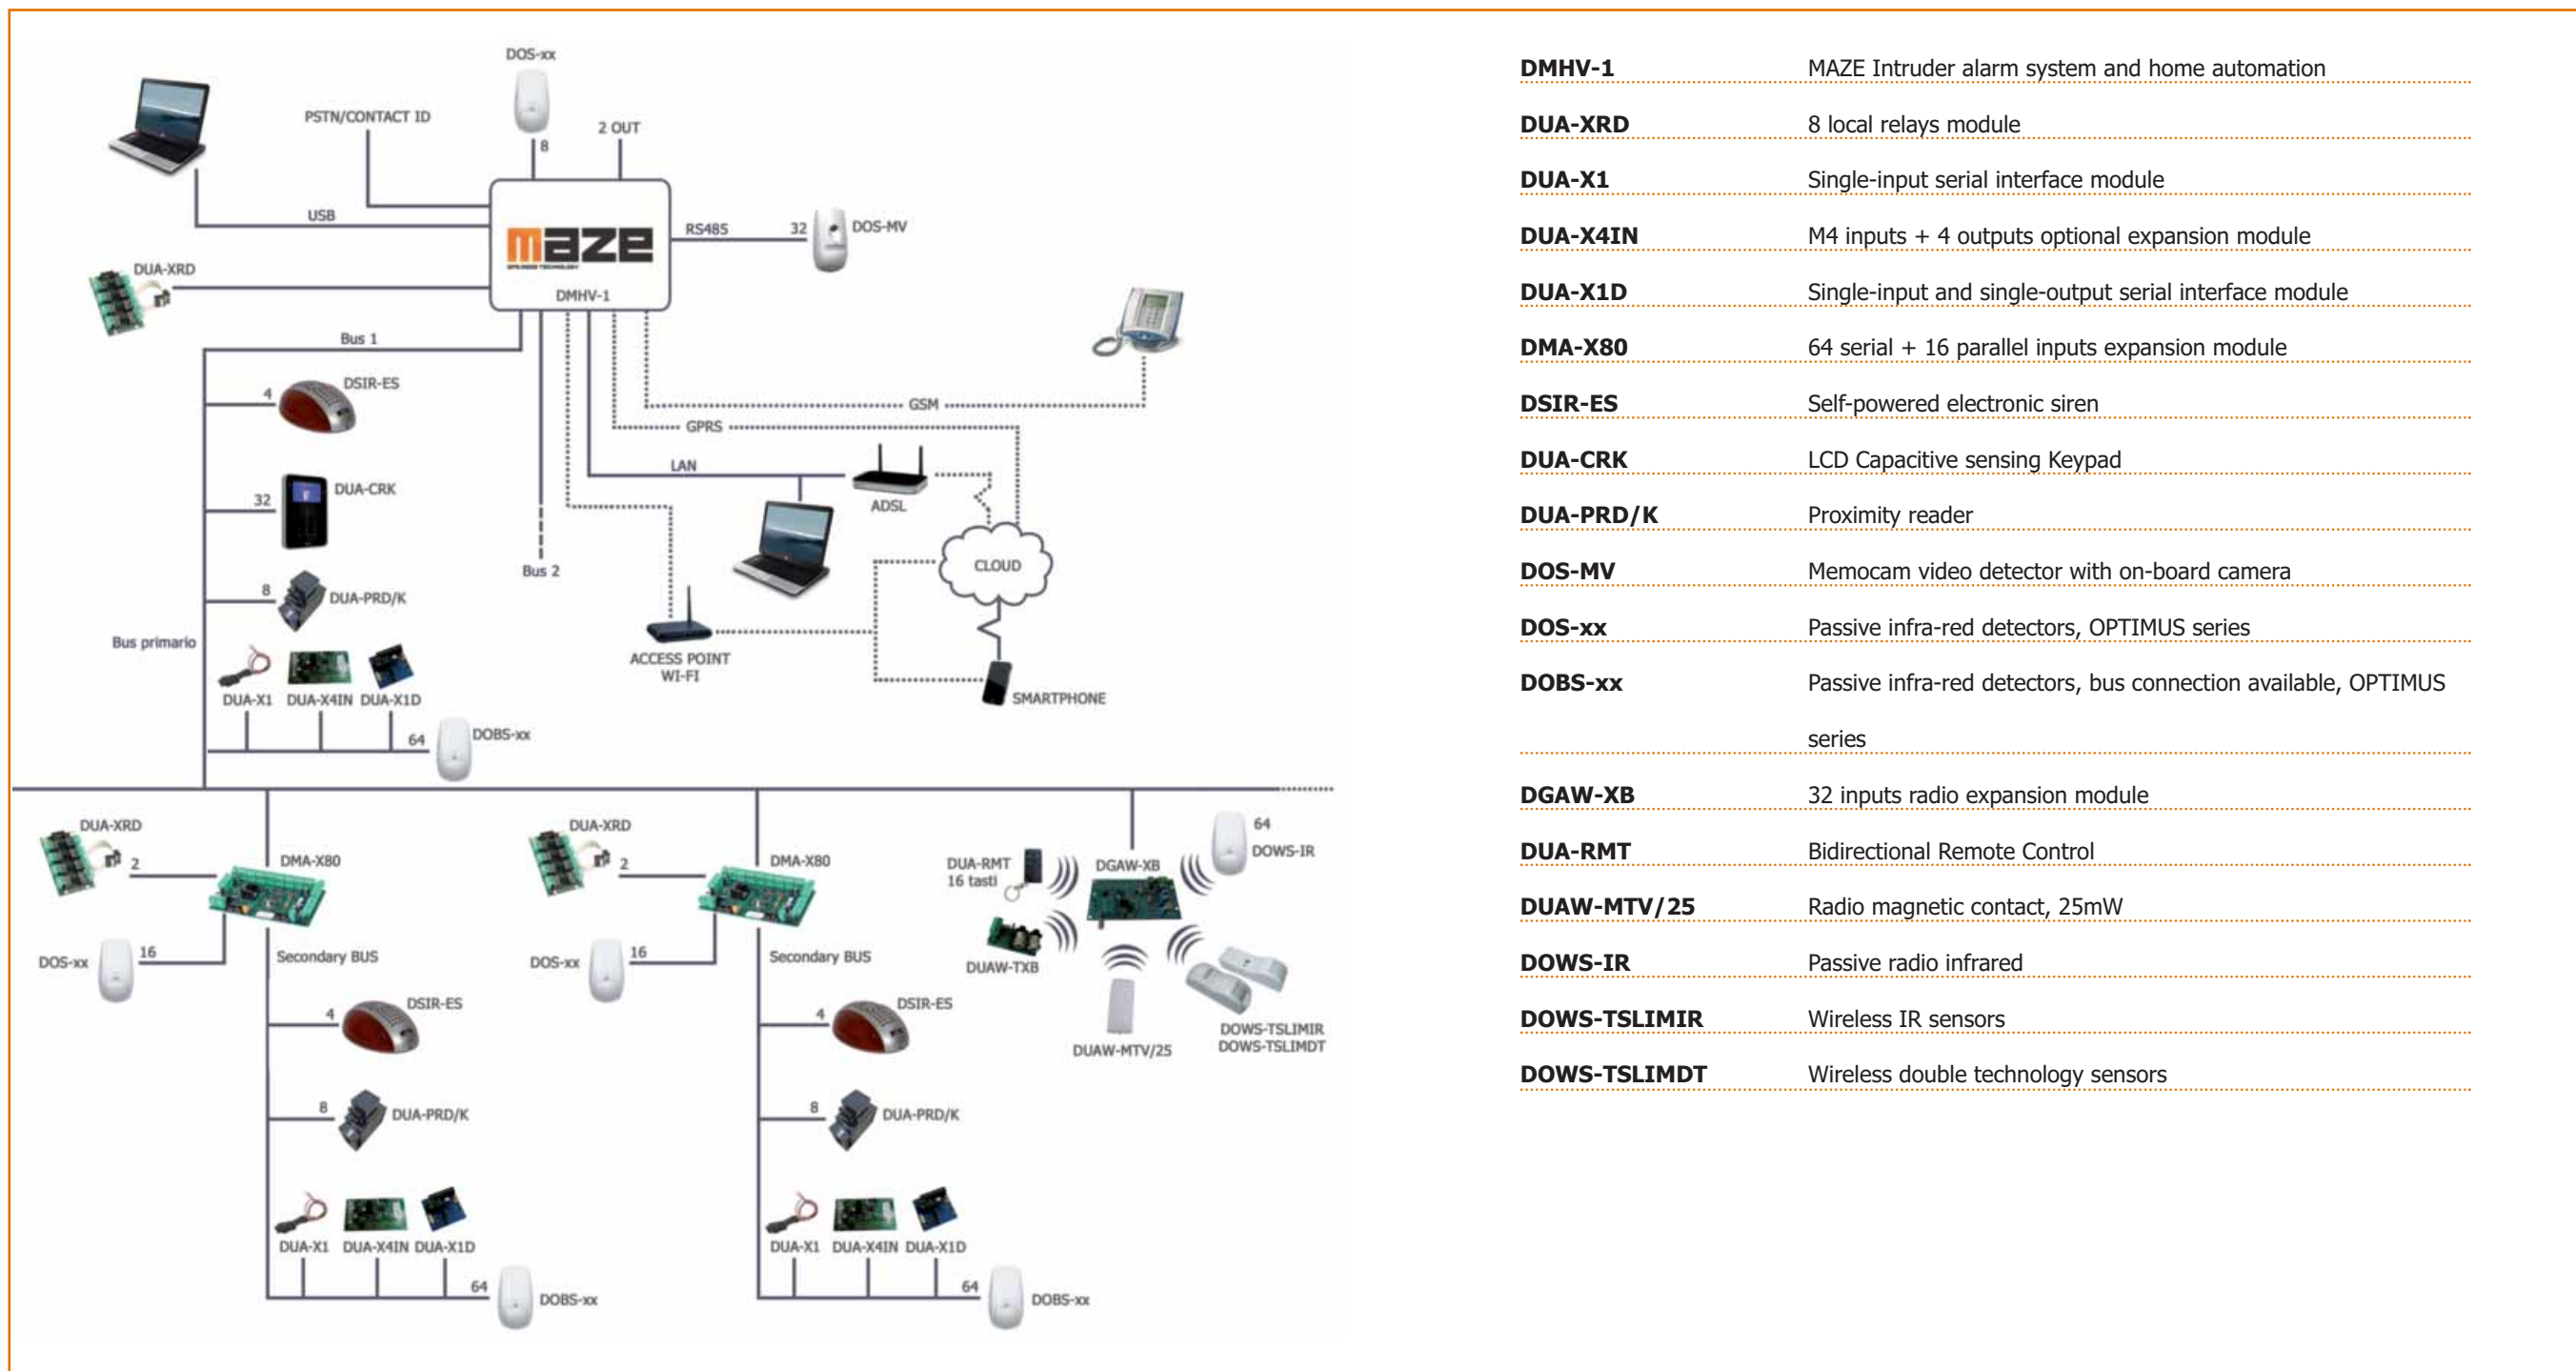 DOS-xx
PSTN/CONTACT ID
2 OUT
8
USB
maze
RS485
32
DOS-MV
DUA-XRD
DMHV-1
Bus 1
4
DSIR-ES
GSM
GPRS
LAN
ADSL
32
DUA-CRK
Bus 2
CLOUD
8
DUA-PRD/K
Bus primario
ACCESS POINT
WI-FI
SMARTPHONE
DUA-X1
DUA-X4IN
DUA-X1D
64
DOBS-xx
DUA-XRD
2
DMA-X80
16
DOS-xx
Secondary BUS
4
DSIR-ES
8
DUA-PRD/K
DUA-X1
DUA-X4IN
DUA-X1D
64
DOBS-xx
DUA-XRD
2
DMA-X80
16
DOS-xx
Secondary BUS
4
DSIR-ES
8
DUA-PRD/K
DUA-X1
DUA-X4IN
DUA-X1D
64
DOBS-xx
DUA-RMT
16 tasti
DGAW-XB
64
DOWS-IR
DUAW-TXB
DUAW-MTV/25
DOWS-TSLIMIR
DOWS-TSLIMDT
DMHV-1 MAZE Intruder alarm system and home automation
DUA-XRD 8 local relays module
DUA-X1 Single-input serial interface module
DUA-X4IN M4 inputs + 4 outputs optional expansion module
DUA-X1D Single-input and single-output serial interface module
DMA-X80 64 serial + 16 parallel inputs expansion module
DSIR-ES Self-powered electronic siren
DUA-CRK LCD Capacitive sensing Keypad
DUA-PRD/K Proximity reader
DOS-MV Memocam video detector with on-board camera
DOS-xx Passive infra-red detectors, OPTIMUS series
DOBS-xx Passive infra-red detectors, bus connection available, OPTIMUS
series
DGAW-XB 32 inputs radio expansion module
DUA-RMT Bidirectional Remote Control
DUAW-MTV/25 Radio magnetic contact, 25mW
DOWS-IR Passive radio infrared
DOWS-TSLIMIR Wireless IR sensors
DOWS-TSLIMDT Wireless double technology sensors